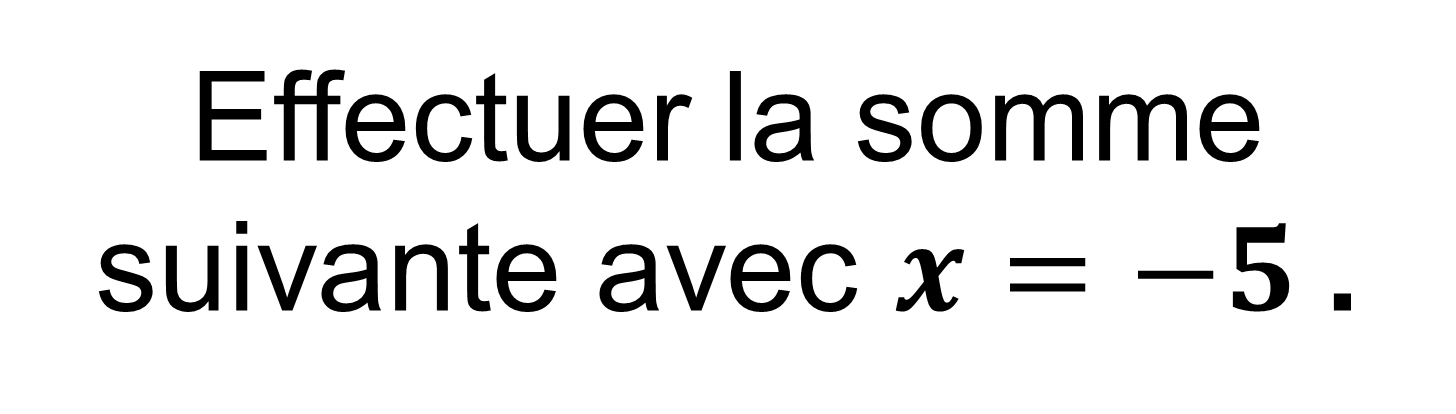 Effectuer la somme
suivante avec x = −5 .